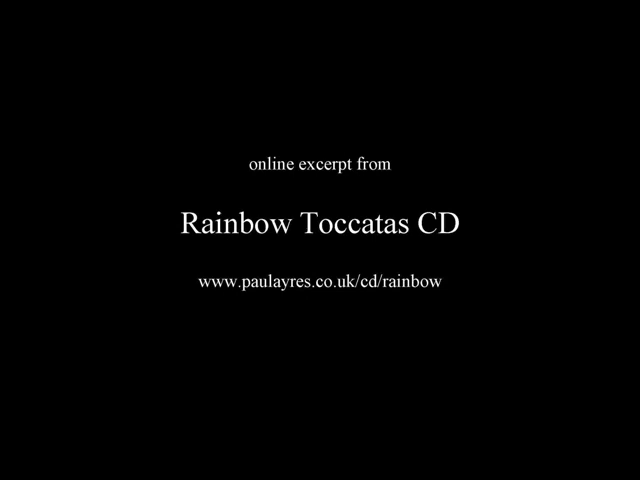 online excerpt from
Rainbow Toccatas CD
www.paulayres.co.uk/cd/rainbow